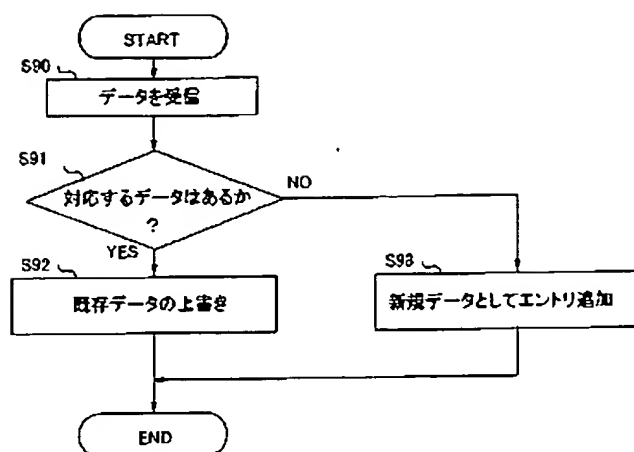 START
S90
データを受信
S91
対応するデータはあるか
?
NO
YES
S92
既存データの上書き
S93
新規データとしてエントリ追加
END